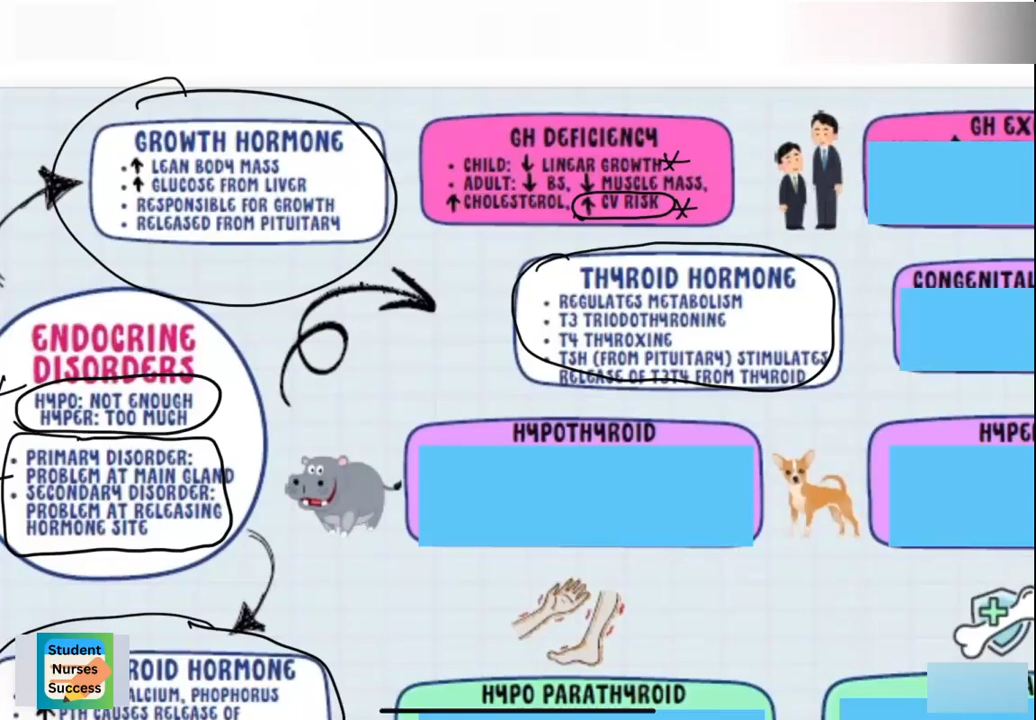 GROWTH HORMONE
• ↑ LEAN BODY MASS
• ↑ GLUCOSE FROM LIVER
• RESPONSIBLE FOR GROWTH
• RELEASED FROM PITUITARY
GH DEFICIENCY
• CHILD: ↓ LINEAR GROWTH
• ADULT: ↓ BS, ↓ MUSCLE MASS,
↑ CHOLESTEROL, ↑ CV RISK
GH EX
THYROID HORMONE
• REGULATES METABOLISM
• T3 TRIODOTHYRONING
• T4 THYROXING
• TSH (FROM PITUITARY) STIMULATES
RELEASE OF T3T4 FROM THYROID
CONGENITAL
ENDOCRINE
DISORDERS
HYPO: NOT ENOUGH
HYPER: TOO MUCH
• PRIMARY DISORDER:
PROBLEM AT MAIN GLAND
• SECONDARY DISORDER:
PROBLEM AT RELEASING
HORMONE SITE
HYPOTHYROID
HYPE
ROID HORMONE
ALCIUM, PHOPHORUS
• ↑ PTH CAUSES RELEASE OF
HYPO PARATHYROID
Student
Nurses
Success